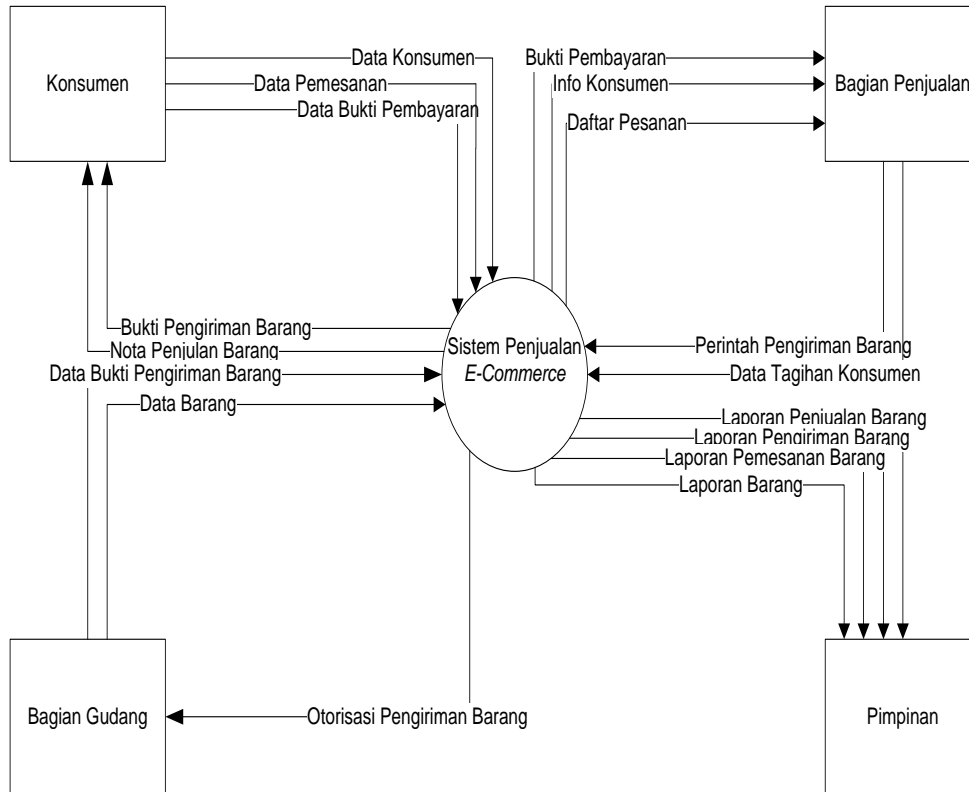 Konsumen
Data Konsumen
Data Pemesanan
Data Bukti Pembayaran
Bukti Pembayaran
Info Konsumen
Daftar Pesanan
Bagian Penjualan
Bukti Pengiriman Barang
Nota Penjulan Barang
Data Bukti Pengiriman Barang
Data Barang
Sistem Penjualan
E-Commerce
Perintah Pengiriman Barang
Data Tagihan Konsumen
Laporan Penjualan Barang
Laporan Pengiriman Barang
Laporan Pemesanan Barang
Laporan Barang
Bagian Gudang
Otorisasi Pengiriman Barang
Pimpinan